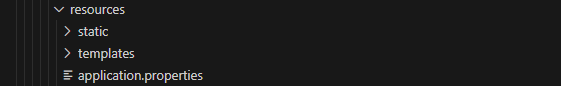 resources
static
templates
application.properties